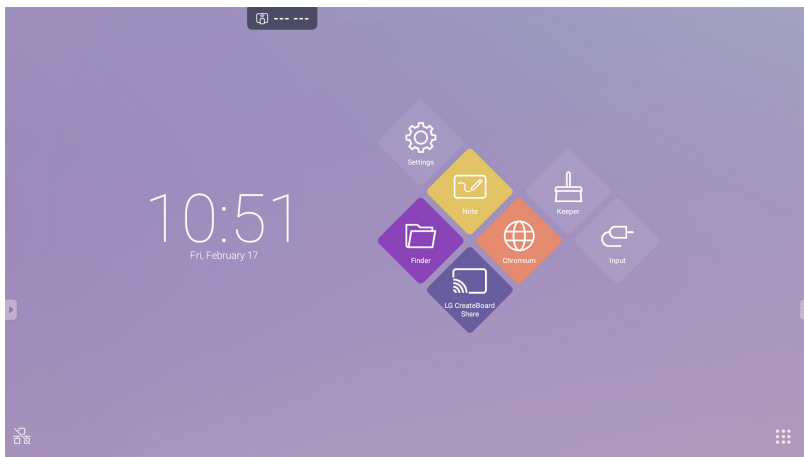 --- ---
Settings
Note
Keeper
10:51
Fri, February 17
Finder
Chromium
Input
LG CreateBoard
Share